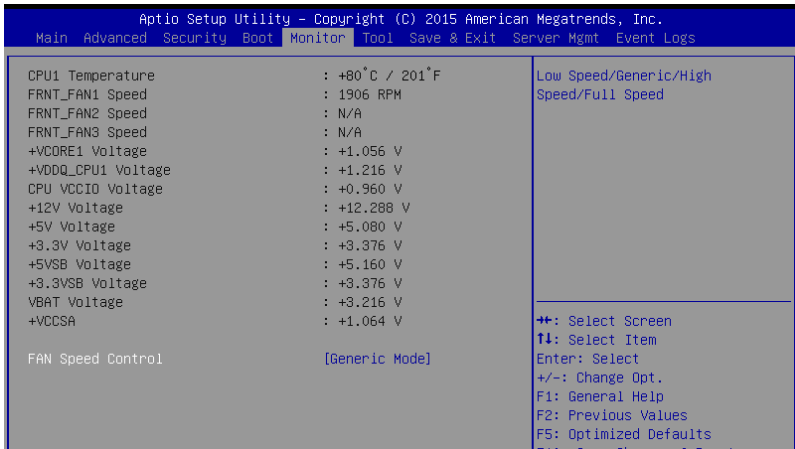 Aptio Setup Utility – Copyright (C) 2015 American Megatrends, Inc.
Main Advanced Security Boot Monitor Tool Save & Exit Server Mgmt Event Logs
CPU1 Temperature : +80°C / 201°F
FRNT_FAN1 Speed : 1906 RPM
FRNT_FAN2 Speed : N/A
FRNT_FAN3 Speed : N/A
+VCORE1 Voltage : +1.056 V
+VDDQ_CPU1 Voltage : +1.216 V
CPU VCCIO Voltage : +0.960 V
+12V Voltage : +12.288 V
+5V Voltage : +5.080 V
+3.3V Voltage : +3.376 V
+5VSB Voltage : +5.160 V
+3.3VSB Voltage : +3.376 V
VBAT Voltage : +3.216 V
+VCCSA : +1.064 V
FAN Speed Control [Generic Mode]
Low Speed/Generic/High
Speed/Full Speed
→←: Select Screen
↑↓: Select Item
Enter: Select
+/-: Change Opt.
F1: General Help
F2: Previous Values
F5: Optimized Defaults